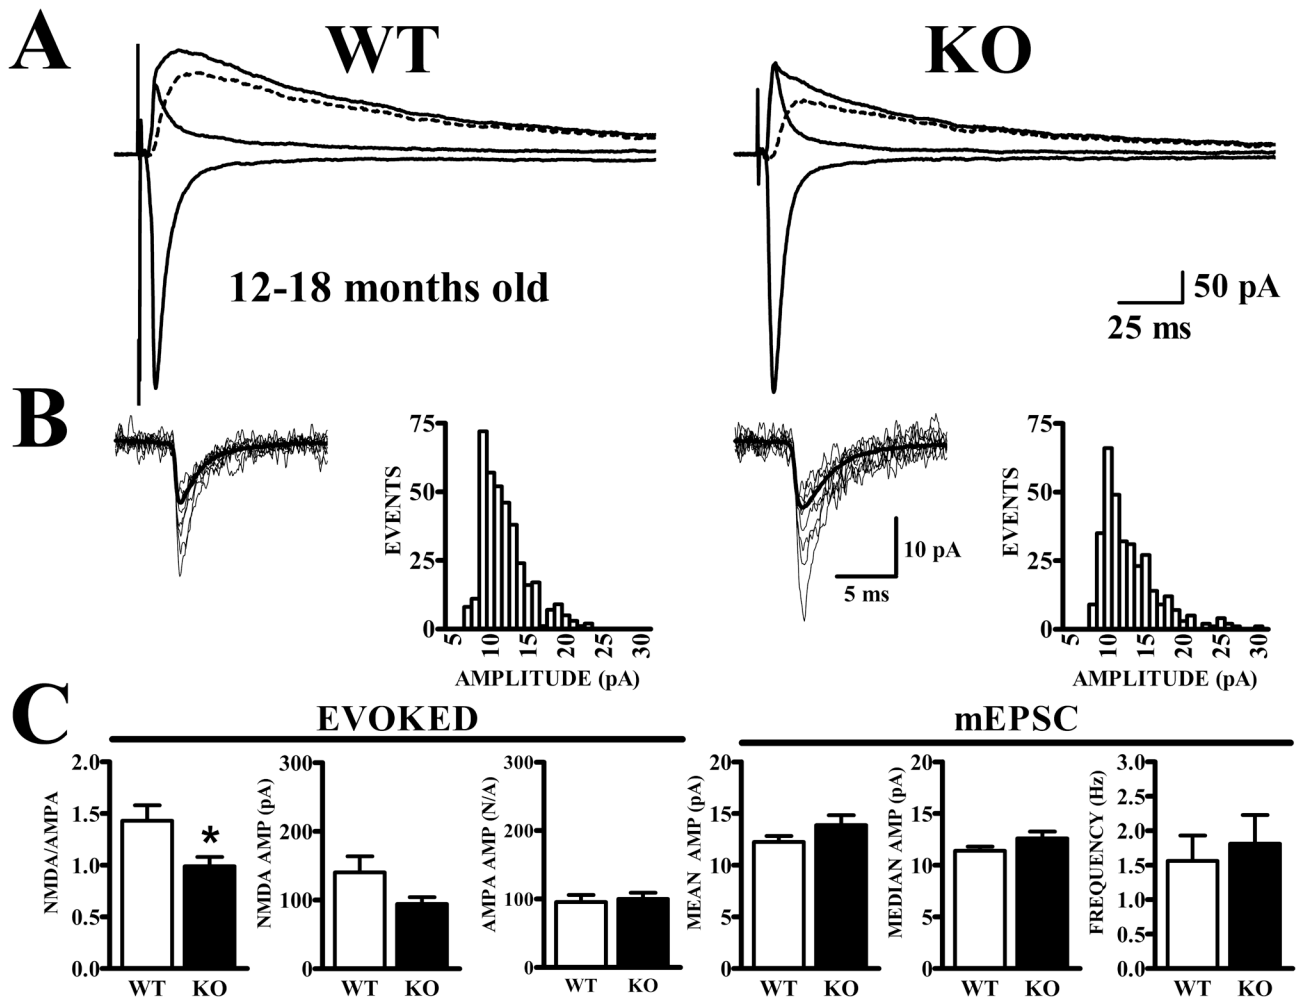 A
WT
KO
12-18 months old
50 pA
25 ms
B
75
50
25
0
EVENTS
5
10
15
20
25
30
AMPLITUDE (pA)
10 pA
5 ms
75
50
25
0
EVENTS
5
10
15
20
25
30
AMPLITUDE (pA)
C
EVOKED
mEPSC
2.0
1.5
1.0
0.5
0.0
NMDA/AMPA
*
WT
KO
300
200
100
0
NMDA AMP (pA)
WT
KO
300
200
100
0
AMPA AMP (N/A)
WT
KO
20
15
10
5
0
MEAN AMP (pA)
WT
KO
20
15
10
5
0
MEDIAN AMP (pA)
WT
KO
3.0
2.5
2.0
1.5
1.0
0.5
0.0
FREQUENCY (Hz)
WT
KO